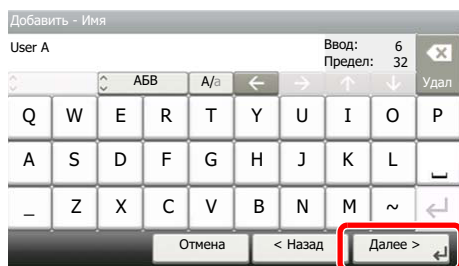 Добавить - Имя
User A
Ввод: 6
Предел: 32
Удал
АБВ A/a ← → ↑ ↓
Q W E R T Y U I O P
A S D F G H J K L
_ Z X C V B N M ~
Отмена < Назад Далее >